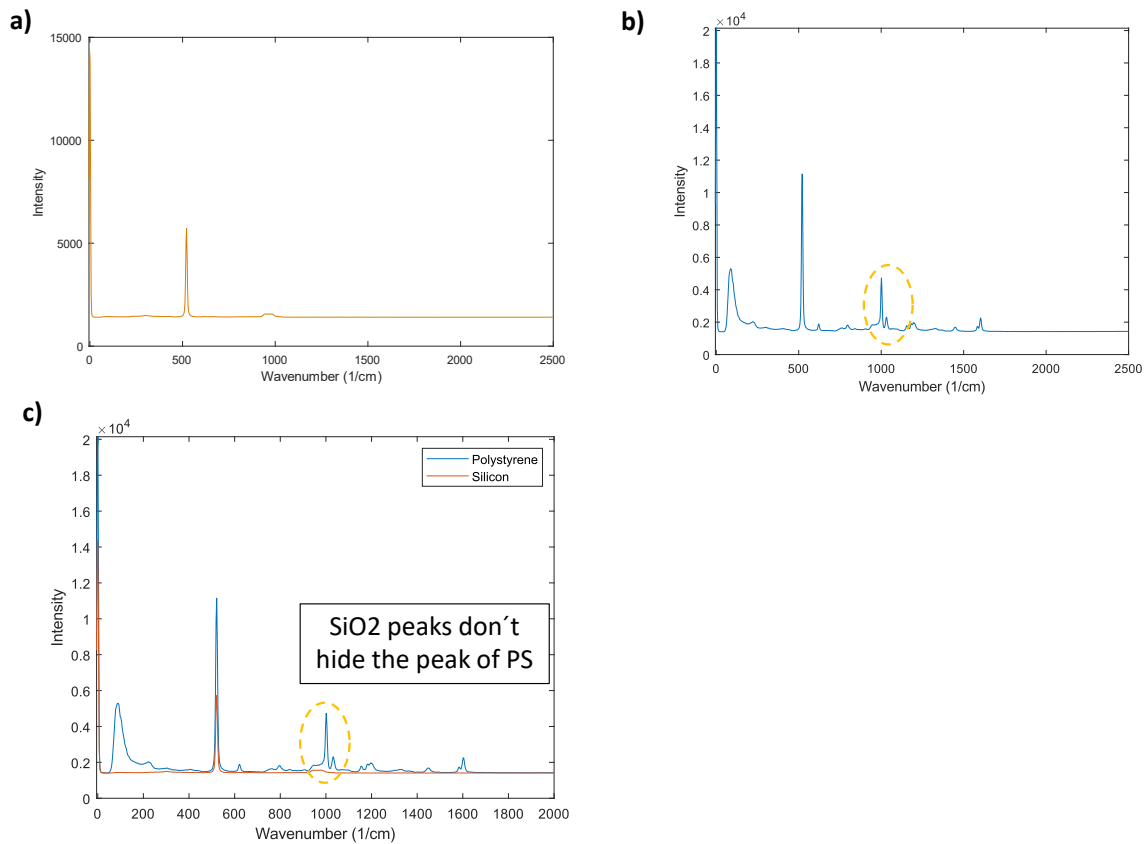 a)
15000
10000
5000
0
Intensity
0 500 1000 1500 2000 2500
Wavenumber (1/cm)
b)
×10⁴
2
1.8
1.6
1.4
1.2
1
0.8
0.6
0.4
0.2
0
Intensity
0 500 1000 1500 2000 2500
Wavenumber (1/cm)
c)
×10⁴
2
1.8
1.6
1.4
1.2
1
0.8
0.6
0.4
0.2
0
Intensity
Polystyrene
Silicon
SiO2 peaks don´t
hide the peak of PS
0 200 400 600 800 1000 1200 1400 1600 1800 2000
Wavenumber (1/cm)